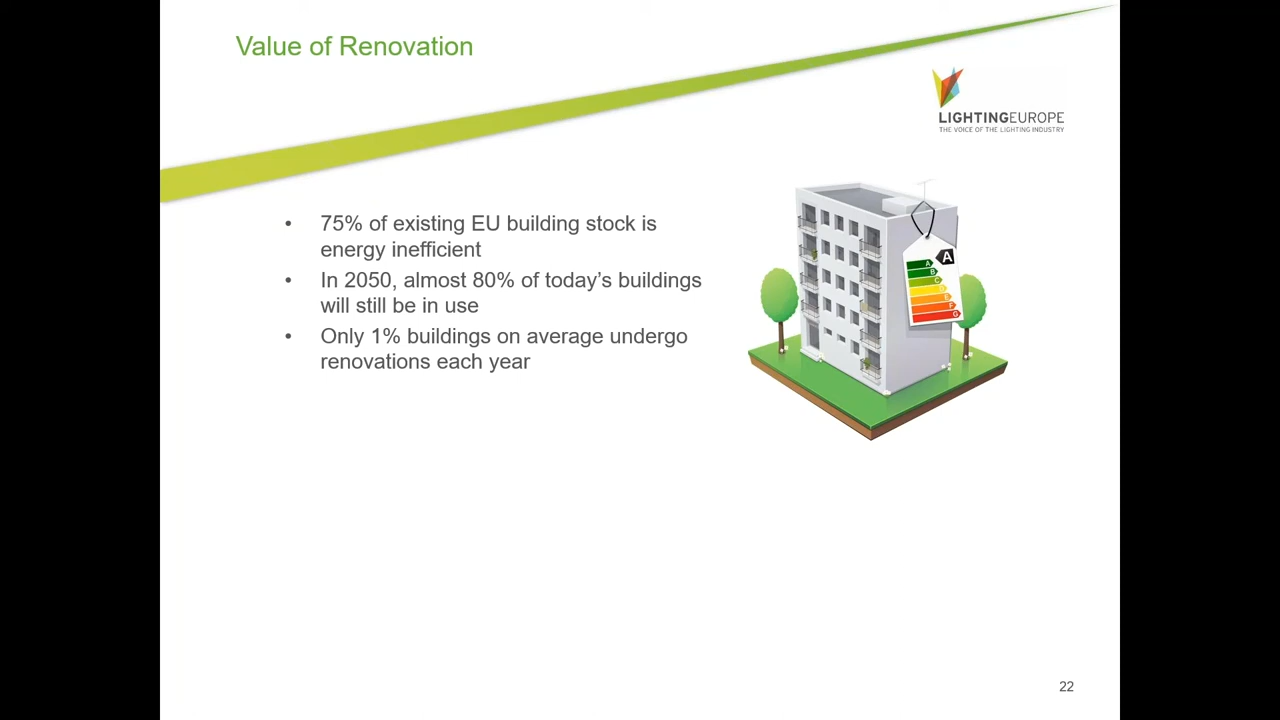 Value of Renovation
LIGHTINGEUROPE
THE VOICE OF THE LIGHTING INDUSTRY
• 75% of existing EU building stock is
energy inefficient
• In 2050, almost 80% of today’s buildings
will still be in use
• Only 1% buildings on average undergo
renovations each year
A
A
B
C
D
E
F
G
22